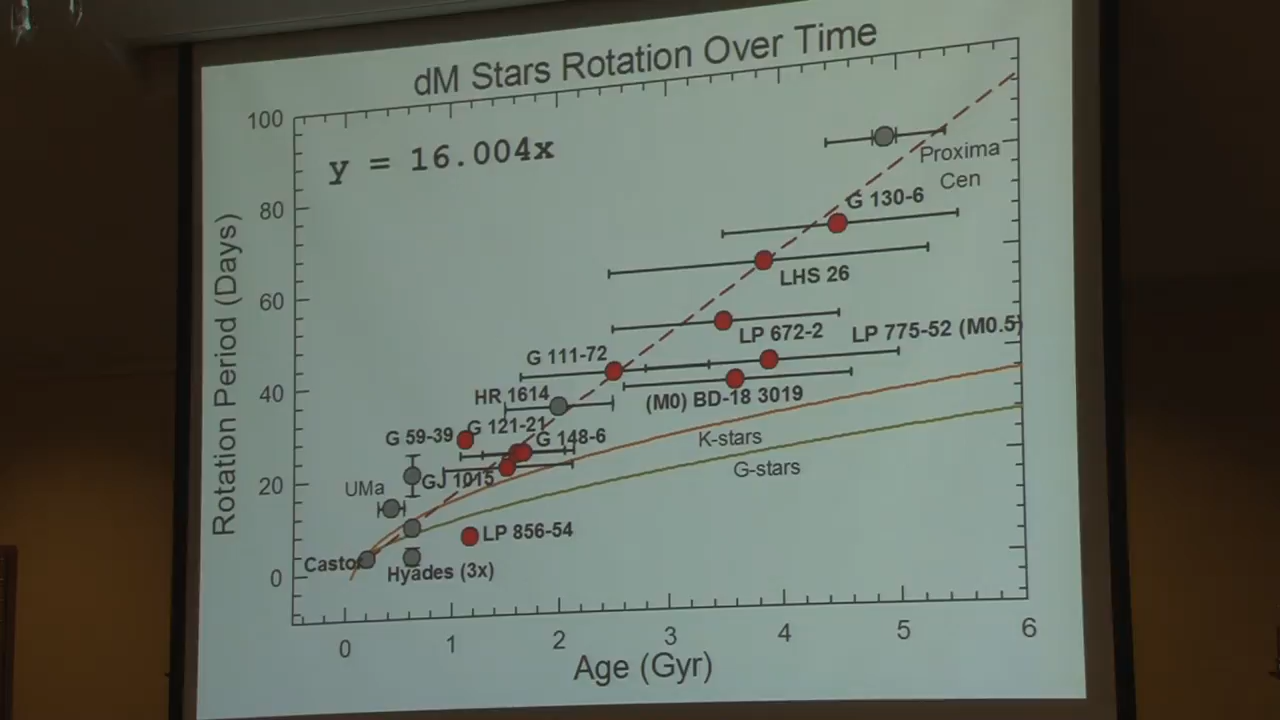 dM Stars Rotation Over Time
y = 16.004x
Rotation Period (Days)
100
80
60
40
20
0
Proxima
Cen
G 130-6
LHS 26
LP 672-2
LP 775-52 (M0.5)
G 111-72
HR 1614
(M0) BD-18 3019
G 59-39
G 121-21
G 148-6
K-stars
G-stars
UMa
GJ 1015
LP 856-54
Castor
Hyades (3x)
0
1
2
3
4
5
6
Age (Gyr)